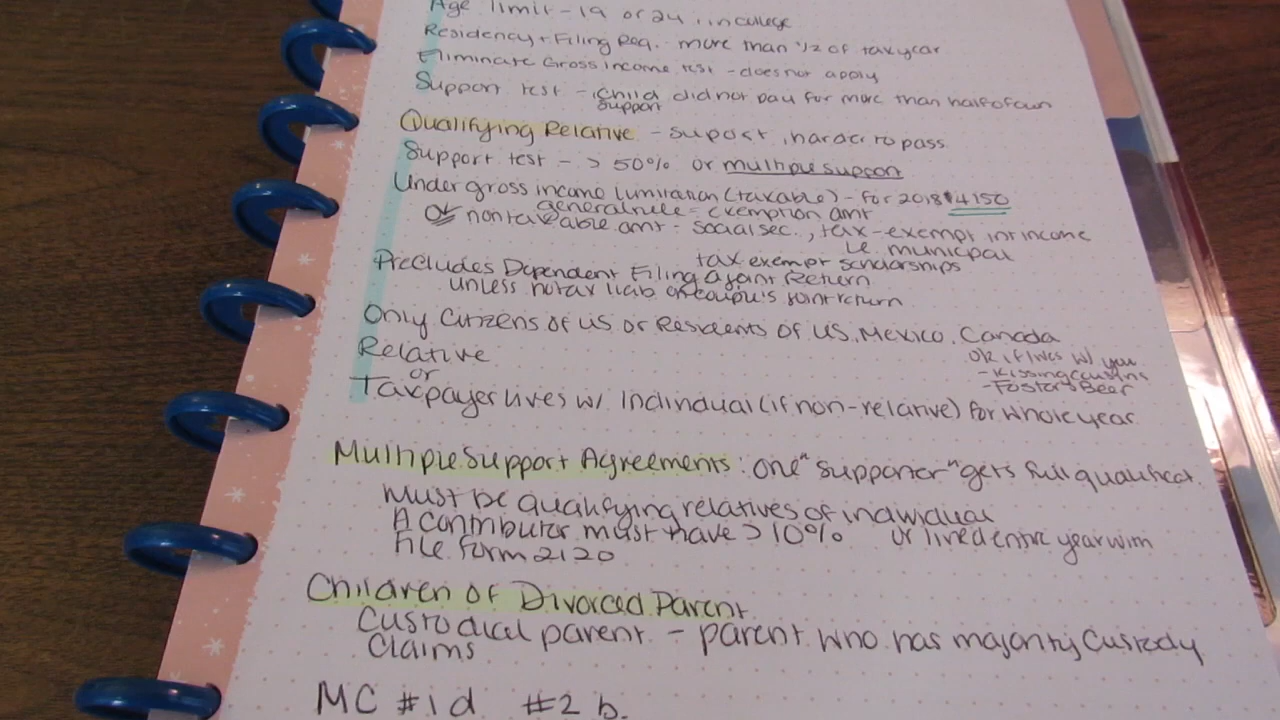 Age limit - 19 or 24 in college
Residency + Filing Req. more than 1/2 of tax year
Eliminate Gross income test - does not apply
Support test - child did not pay for more than half of own
support
Qualifying Relative - supost, harder to pass
Support test - > 50% or multiple support
Under gross income limitation (taxable) - for 2018 $4150
general rule = exemption amt
or nontaxable amt = social sec., tax-exempt int income
i.e municipal
tax exempt scholarships
Precludes Dependent Filing a Joint Return
unless no tax liab on couple's joint return
Only Citizens of US or Residents of US, Mexico, Canada
Relative
or
ok if lives w/ you
- Kissing cousins
- Foster's Beer
Taxpayer lives w/ individual (if non-relative) for whole year
Multiple Support Agreements: one "supporter" gets full
Must be qualifying relatives of individual
or lived entire year with
A contributer must have > 10%
File Form 2120
Children of Divorced Parent
Custodial parent - parent who has majority Custody
Claims
MC #1 d #2 b.